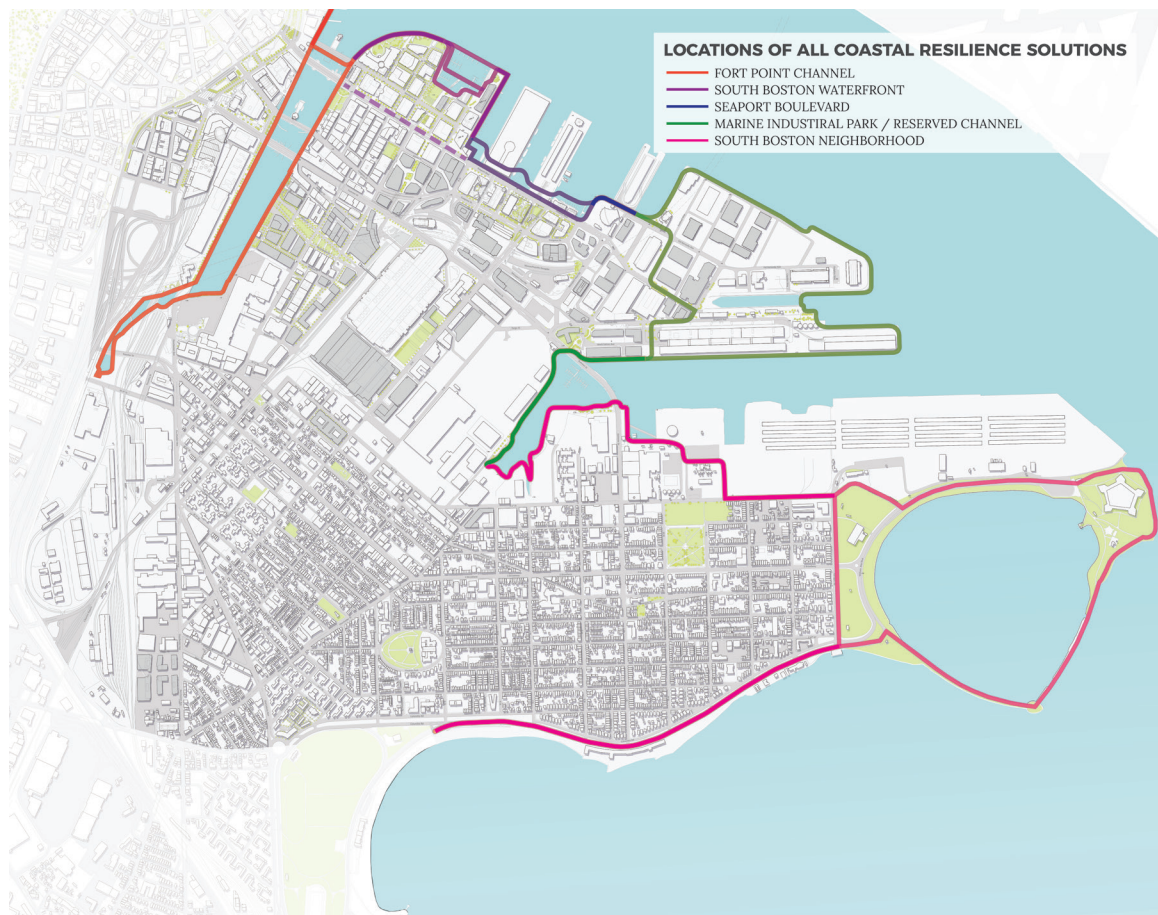 LOCATIONS OF ALL COASTAL RESILIENCE SOLUTIONS
FORT POINT CHANNEL
SOUTH BOSTON WATERFRONT
SEAPORT BOULEVARD
MARINE INDUSTIRAL PARK / RESERVED CHANNEL
SOUTH BOSTON NEIGHBORHOOD